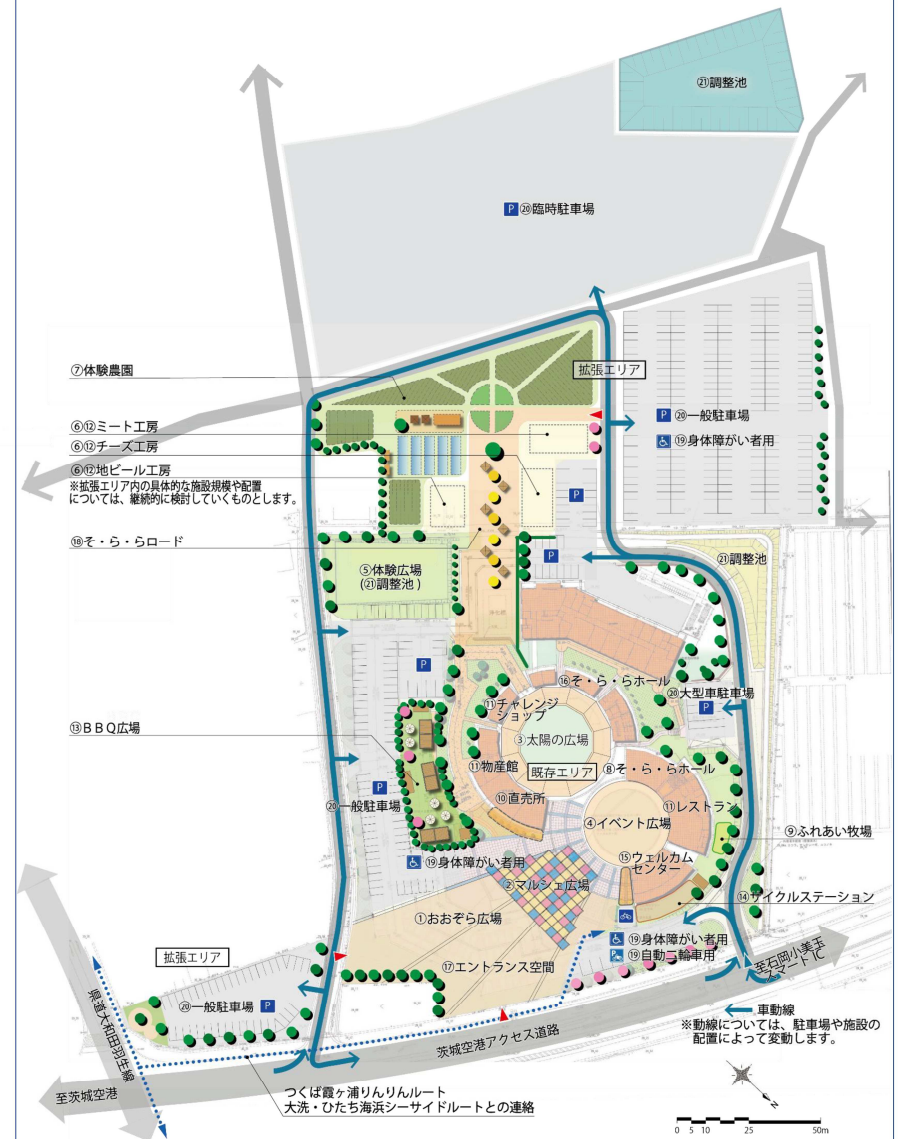 ㉑調整池
P ⑳臨時駐車場
⑦体験農園
拡張エリア
⑥⑫ミート工房
P ⑳一般駐車場
⑲身体障がい者用
⑥⑫チーズ工房
⑥⑫地ビール工房
※拡張エリア内の具体的な施設規模や配置
については、継続的に検討していくものとします。
P
⑱そ・ら・らロード
P
㉑調整池
⑤体験広場
(㉑調整池)
P
⑯そ・ら・らホール
⑳大型車駐車場
P
⑪チャレンジ
ショップ
⑬BBQ広場
③太陽の広場
⑪物産館
既存エリア
⑧そ・ら・らホール
P
⑳一般駐車場
⑩直売所
⑪レストラン
④イベント広場
⑨ふれあい牧場
⑲身体障がい者用
⑮ウェルカム
センター
②マルシェ広場
⑭サイクルステーション
①おおぞら広場
⑲身体障がい者用
⑲自動二輪車用
拡張エリア
⑰エントランス空間
至石岡小美玉
スマートIC
⑳一般駐車場 P
県道大和田羽生線
車動線
※動線については、駐車場や施設の
配置によって変動します。
茨城空港アクセス道路
至茨城空港
つくば霞ヶ浦りんりんルート
大洗・ひたち海浜シーサイドルートとの連絡
N
0 5 10 25 50m